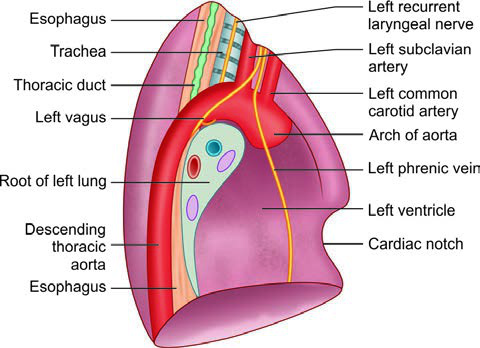 Esophagus
Trachea
Thoracic duct
Left vagus
Root of left lung
Descending
thoracic
aorta
Esophagus
Left recurrent
laryngeal nerve
Left subclavian
artery
Left common
carotid artery
Arch of aorta
Left phrenic vein
Left ventricle
Cardiac notch